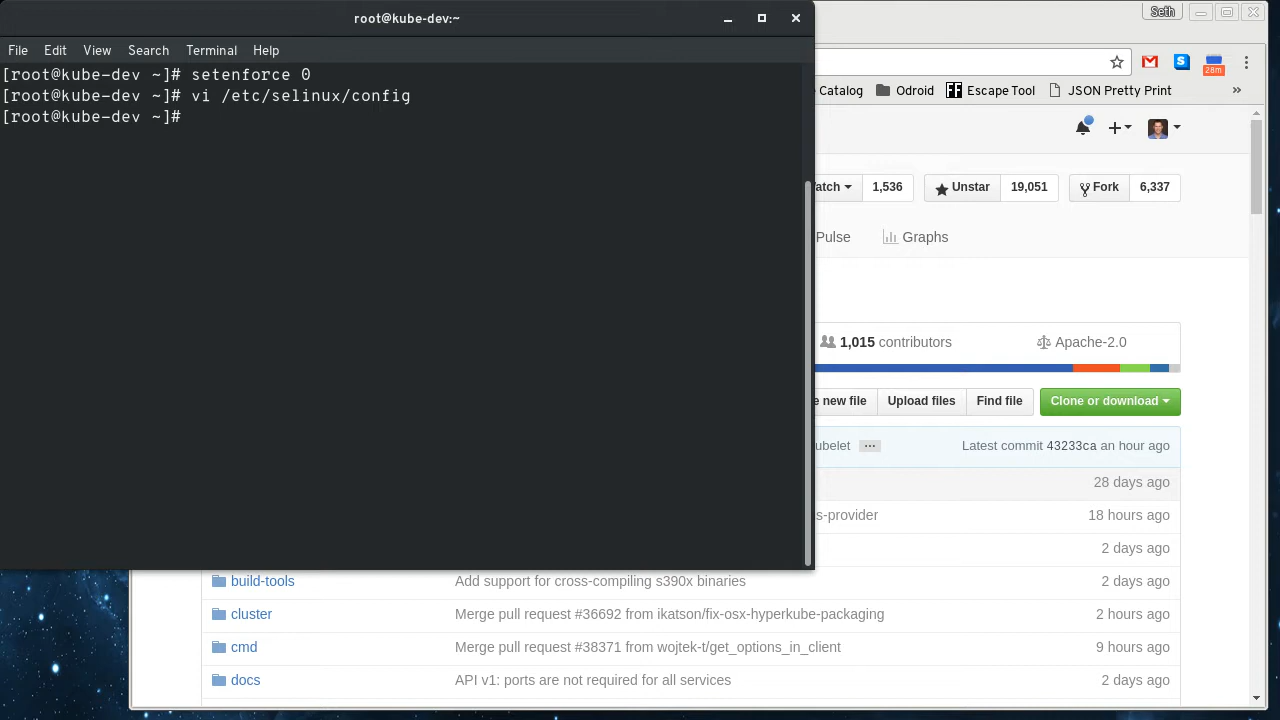 root@kube-dev:~
File Edit View Search Terminal Help
[root@kube-dev ~]# setenforce 0
[root@kube-dev ~]# vi /etc/selinux/config
[root@kube-dev ~]#
Seth
28m
Calculator Odroid Escape Tool JSON Pretty Print »
1,536 Unstar 19,051 Fork 6,337
Pulse Graphs
1,015 contributors Apache-2.0
new file Upload files Find file Clone or download
Latest commit 43233ca an hour ago
28 days ago
s-provider 18 hours ago
2 days ago
build-tools Add support for cross-compiling s390x binaries 2 days ago
cluster Merge pull request #36692 from ikatson/fix-osx-hyperkube-packaging 2 hours ago
cmd Merge pull request #38371 from wojtek-t/get_options_in_client 9 hours ago
docs API v1: ports are not required for all services 2 days ago